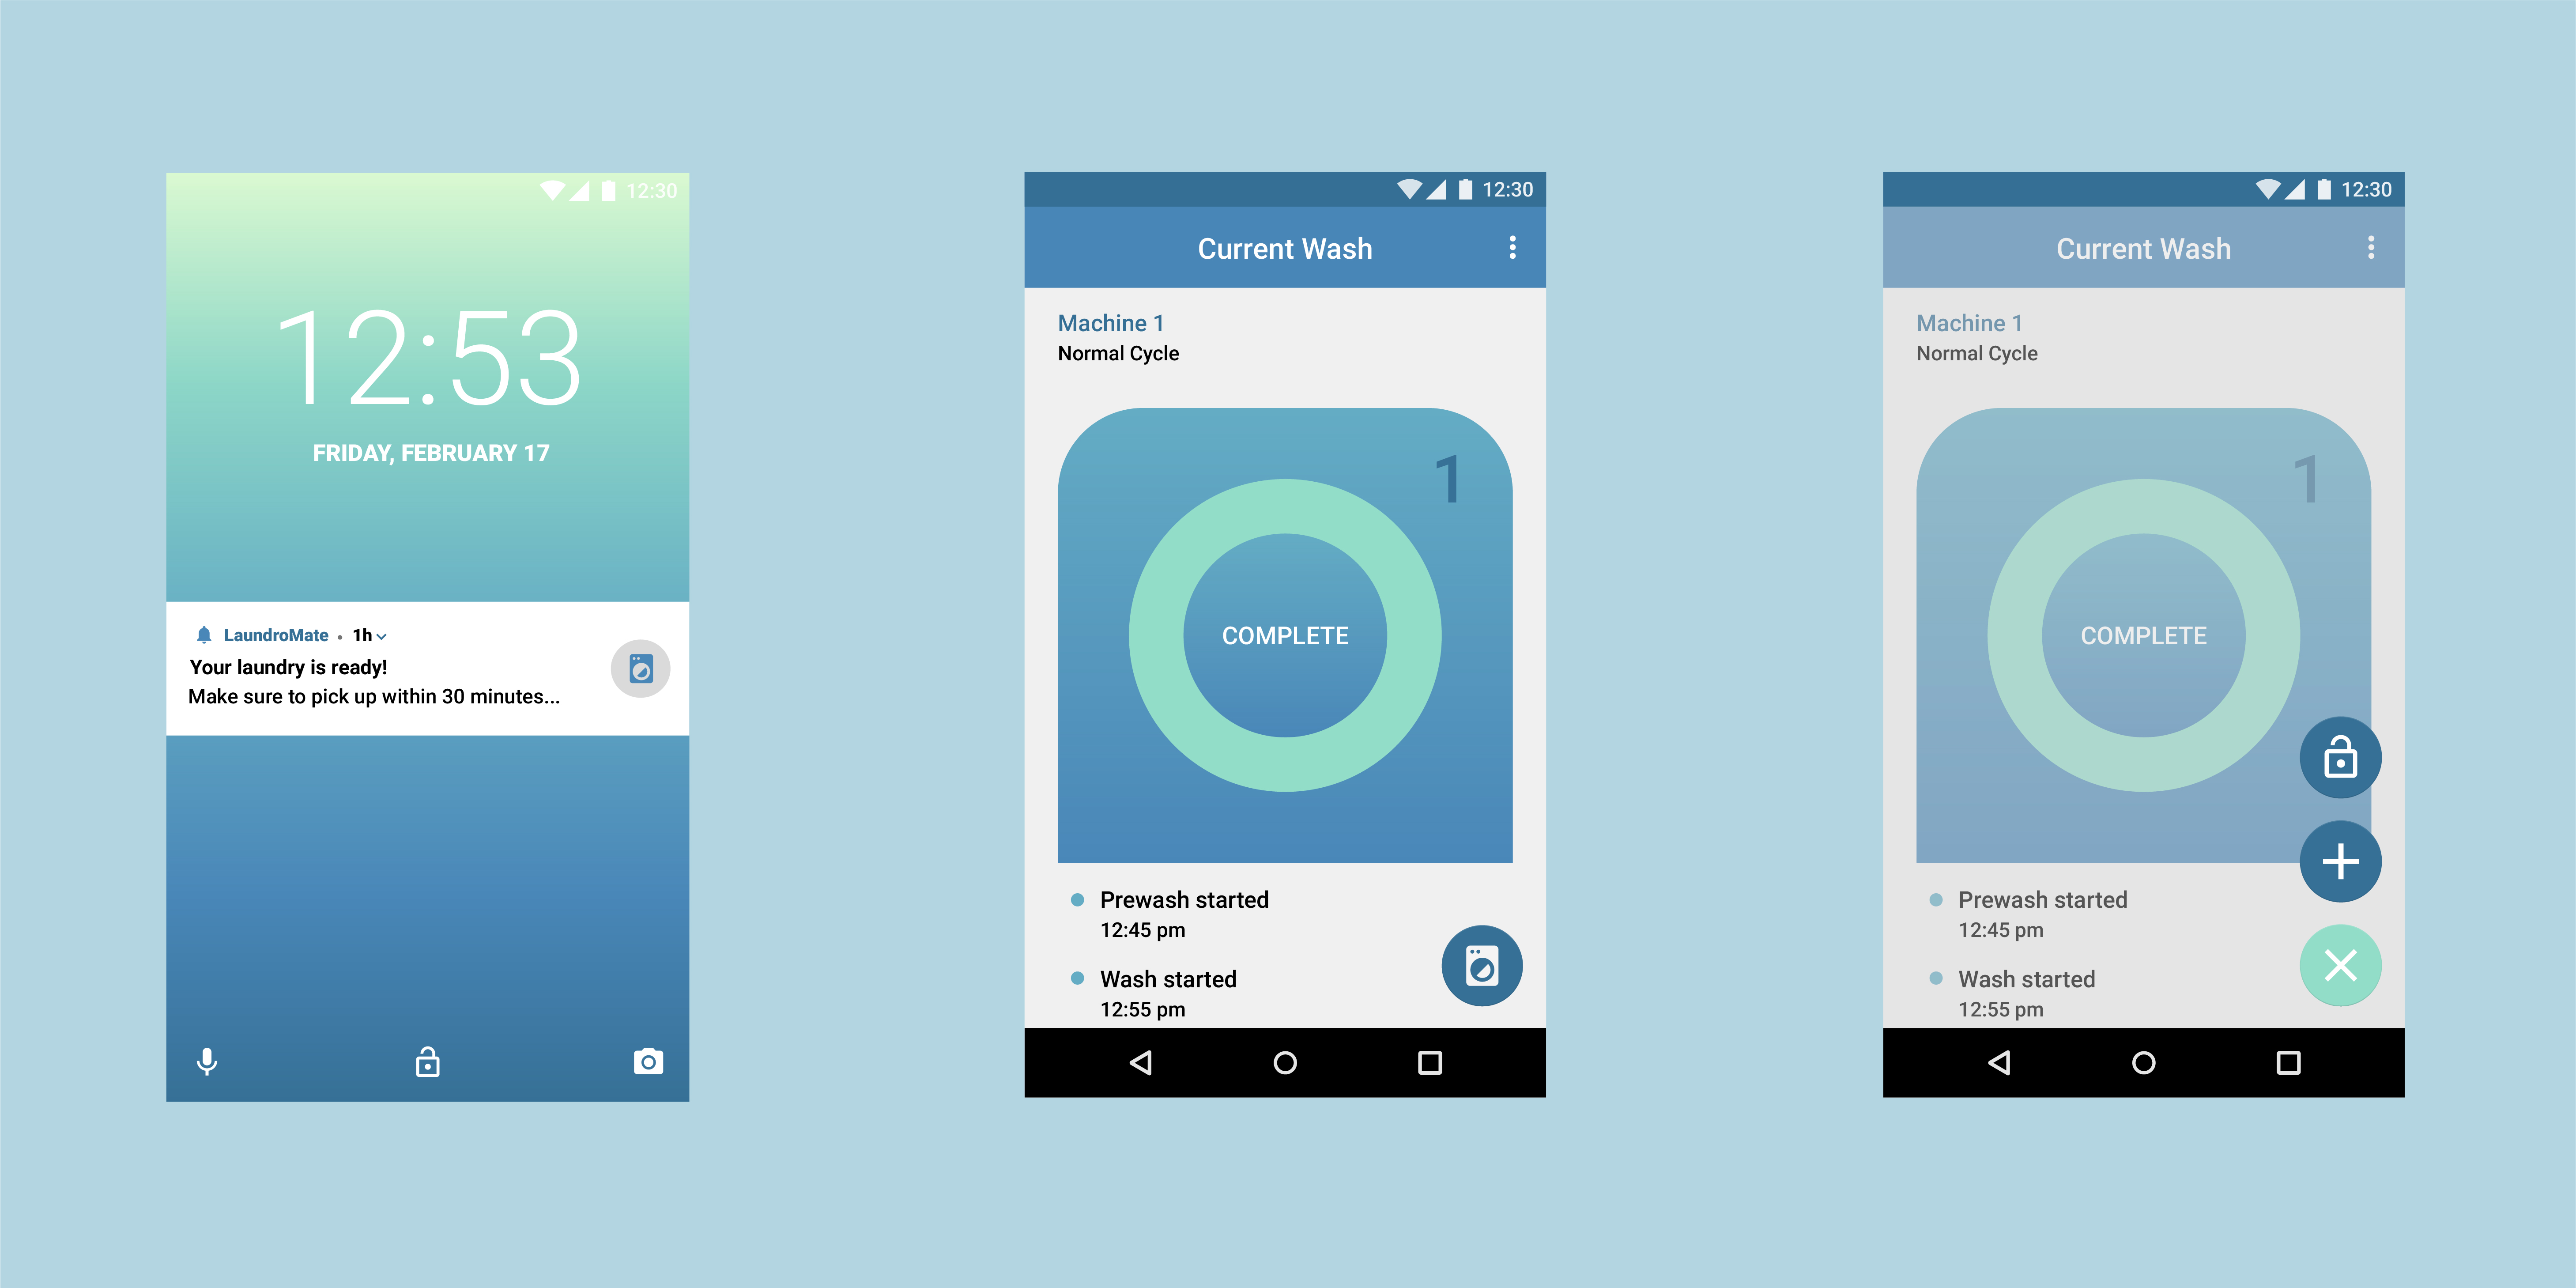 12:30
12:53
FRIDAY, FEBRUARY 17
LaundroMate • 1h
Your laundry is ready!
Make sure to pick up within 30 minutes...
12:30
Current Wash
Machine 1
Normal Cycle
1
COMPLETE
Prewash started
12:45 pm
Wash started
12:55 pm
12:30
Current Wash
Machine 1
Normal Cycle
1
COMPLETE
Prewash started
12:45 pm
Wash started
12:55 pm